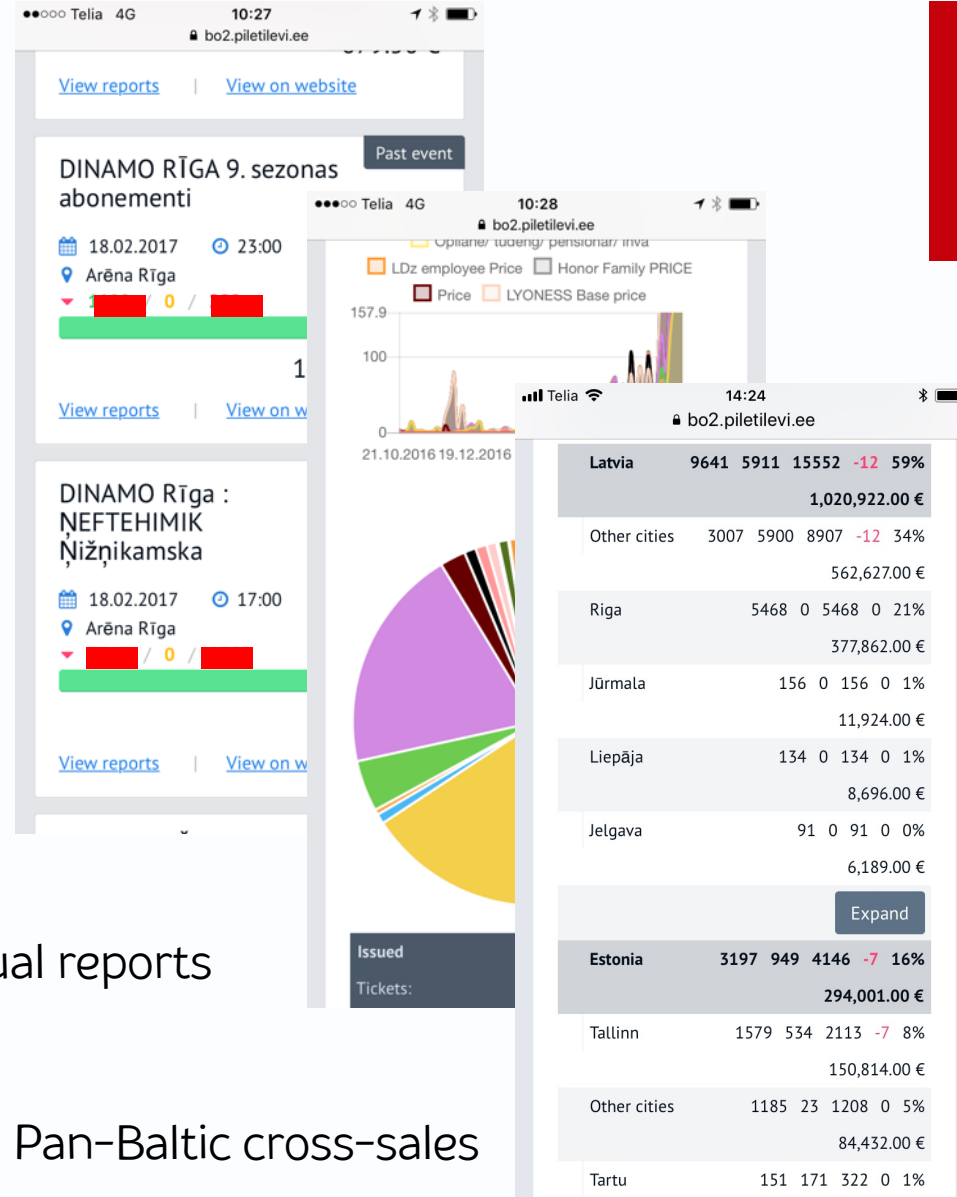 Telia 4G 10:27
bo2.piletilevi.ee
View reports | View on website
Past event
DINAMO RĪGA 9. sezonas
abonementi
18.02.2017 23:00
Arēna Rīga
/ 0 /
1
View reports | View on w
DINAMO Rīga :
ŅEFTEHIMIK
Ņižņikamska
18.02.2017 17:00
Arēna Rīga
/ 0 /
View reports | View on w
Telia 4G 10:28
bo2.piletilevi.ee
LDz employee Price Honor Family PRICE
Price LYONESS Base price
157.9
100
0
21.10.2016 19.12.2016
Issued
Tickets:
Telia 14:24
bo2.piletilevi.ee
Latvia 9641 5911 15552 -12 59%
1,020,922.00 €
Other cities 3007 5900 8907 -12 34%
562,627.00 €
Riga 5468 0 5468 0 21%
377,862.00 €
Jūrmala 156 0 156 0 1%
11,924.00 €
Liepāja 134 0 134 0 1%
8,696.00 €
Jelgava 91 0 91 0 0%
6,189.00 €
Expand
Estonia 3197 949 4146 -7 16%
294,001.00 €
Tallinn 1579 534 2113 -7 8%
150,814.00 €
Other cities 1185 23 1208 0 5%
84,432.00 €
Tartu 151 171 322 0 1%
ual reports
Pan-Baltic cross-sales